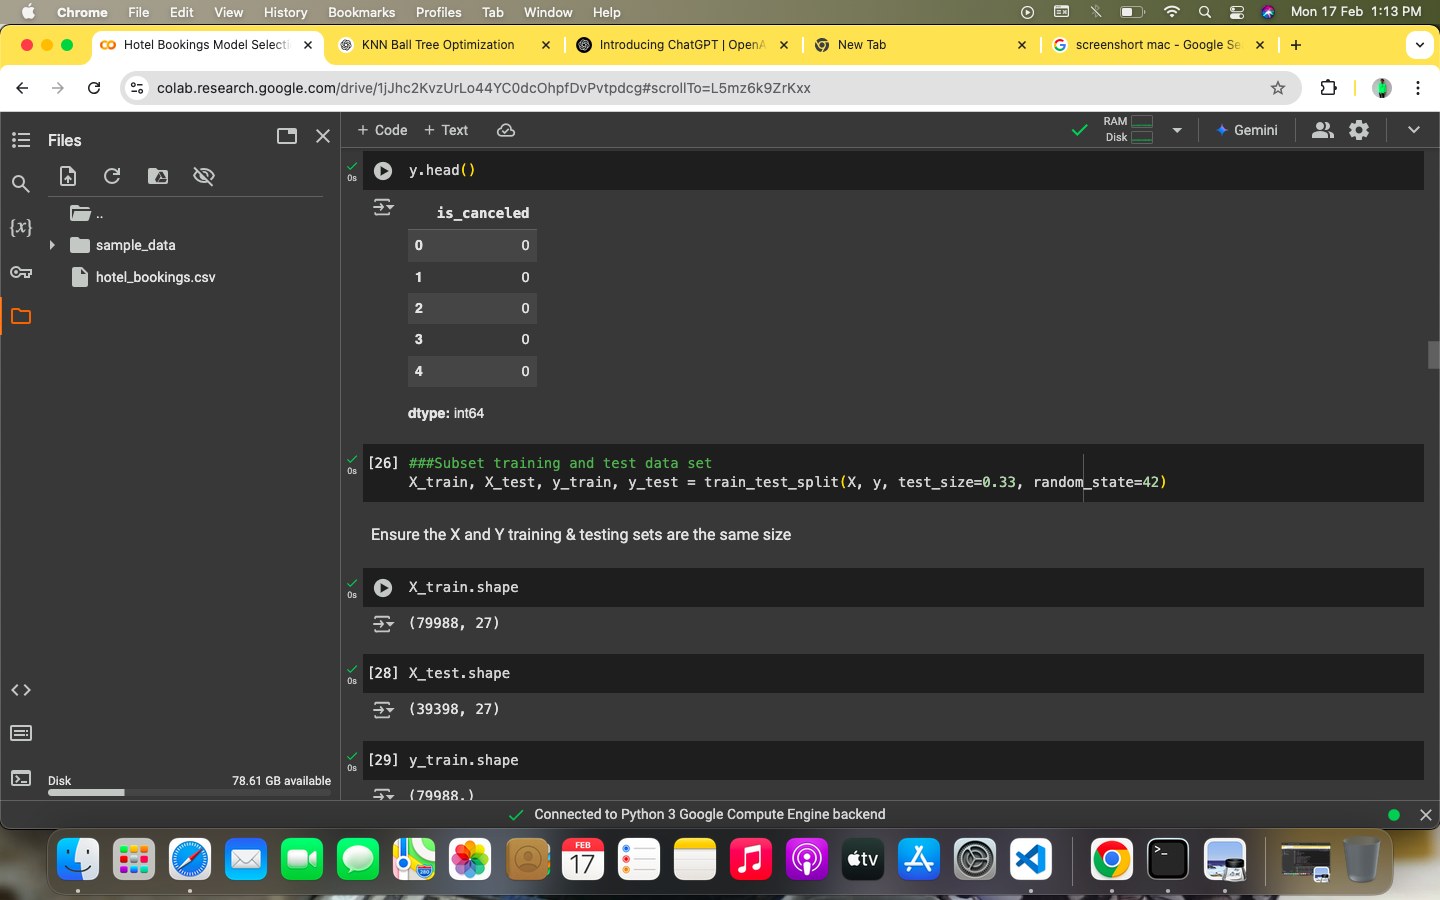 Chrome File Edit View History Bookmarks Profiles Tab Window Help Mon 17 Feb 1:13 PM
Hotel Bookings Model Selecti KNN Ball Tree Optimization Introducing ChatGPT | OpenA New Tab screenshort mac - Google Se
colab.research.google.com/drive/1jJhc2KvzUrLo44YC0dcOhpfDvPvtpdcg#scrollTo=L5mz6k9ZrKxx
Files
+ Code + Text RAM Disk Gemini
..
sample_data
hotel_bookings.csv
Disk 78.61 GB available
0s y.head()
is_canceled
0 0
1 0
2 0
3 0
4 0
dtype: int64
0s [26] ###Subset training and test data set
X_train, X_test, y_train, y_test = train_test_split(X, y, test_size=0.33, random_state=42)
Ensure the X and Y training & testing sets are the same size
0s X_train.shape
(79988, 27)
0s [28] X_test.shape
(39398, 27)
0s [29] y_train.shape
(79988,)
Connected to Python 3 Google Compute Engine backend
FEB
17
280
tv
>_